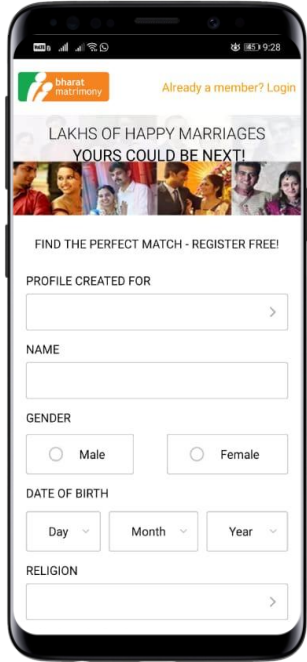 9:28
bharat
matrimony
Already a member? Login
LAKHS OF HAPPY MARRIAGES
YOURS COULD BE NEXT!
FIND THE PERFECT MATCH - REGISTER FREE!
PROFILE CREATED FOR
NAME
GENDER
Male
Female
DATE OF BIRTH
Day
Month
Year
RELIGION